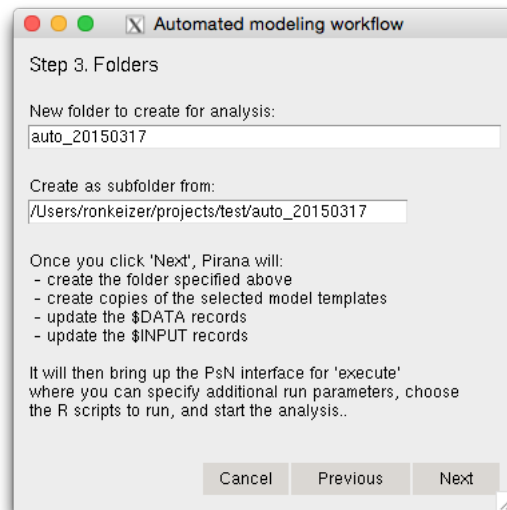 Automated modeling workflow
Step 3. Folders
New folder to create for analysis:
auto_20150317
Create as subfolder from:
/Users/ronkeizer/projects/test/auto_20150317
Once you click 'Next', Pirana will:
- create the folder specified above
- create copies of the selected model templates
- update the $DATA records
- update the $INPUT records
It will then bring up the PsN interface for 'execute'
where you can specify additional run parameters, choose
the R scripts to run, and start the analysis..
Cancel Previous Next